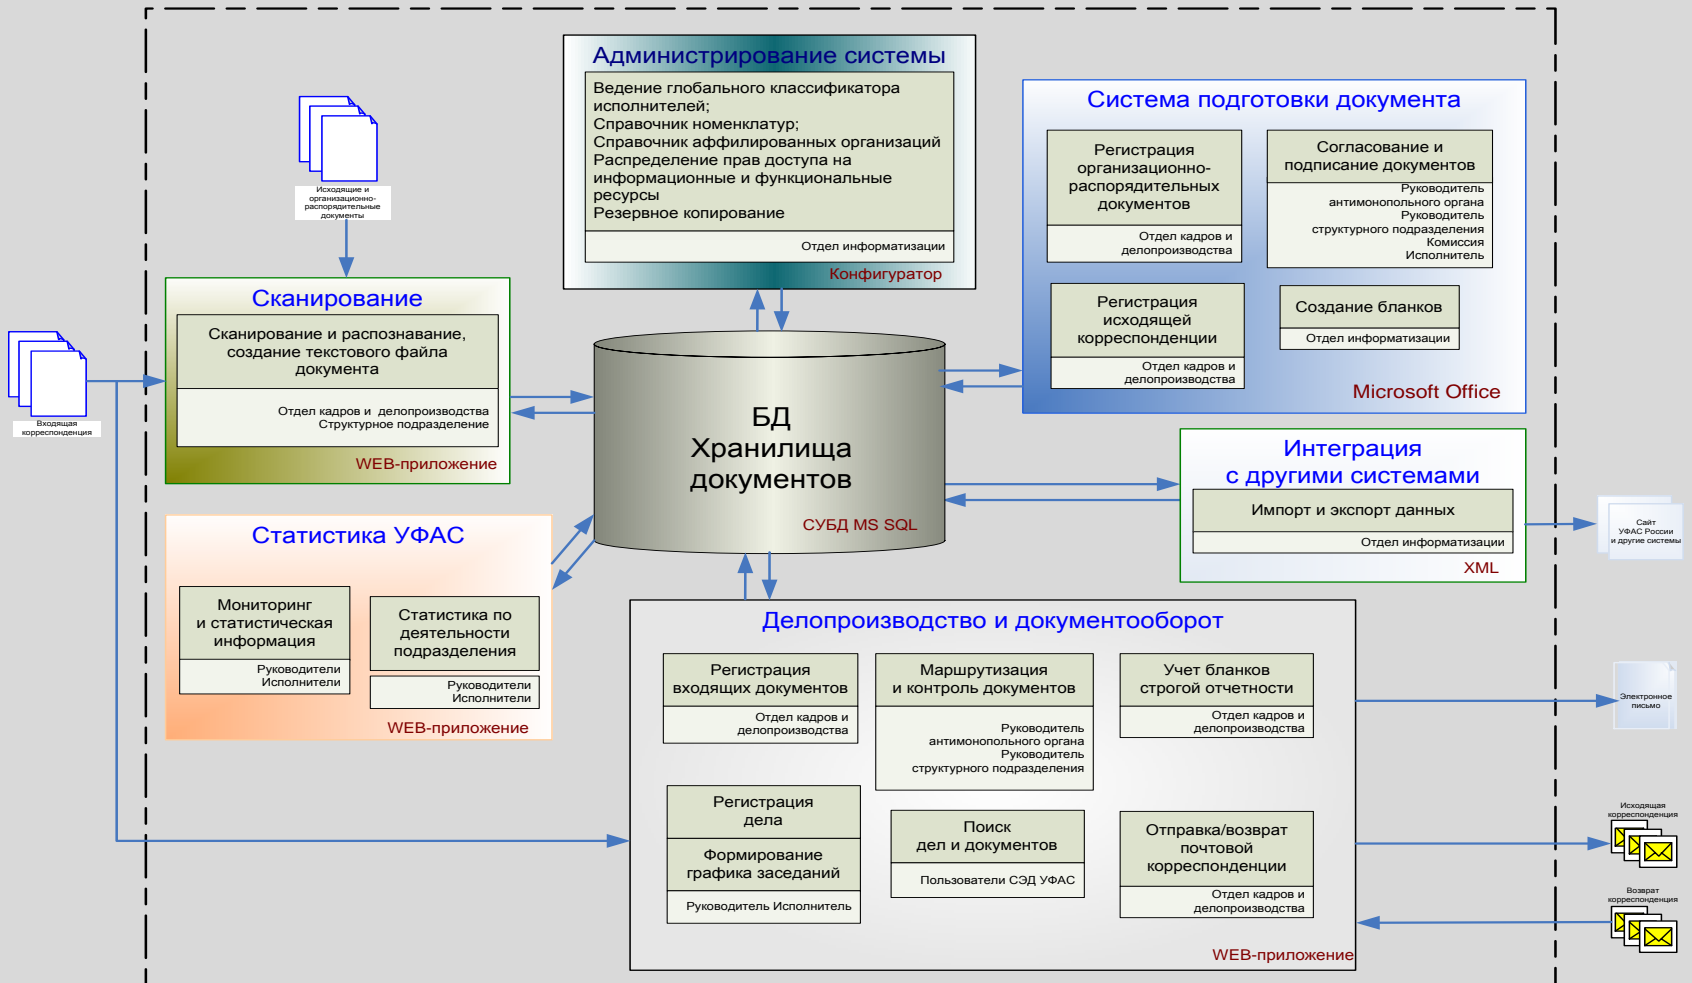 Администрирование системы
Ведение глобального классификатора
исполнителей;
Справочник номенклатур;
Справочник аффилированных организаций
Распределение прав доступа на
информационные и функциональные
ресурсы
Резервное копирование
Отдел информатизации
Конфигуратор
Исходящие и
организационно-
распорядительные
документы
Входящая
корреспонденция
Сканирование
Сканирование и распознавание,
создание текстового файла
документа
Отдел кадров и делопроизводства
Структурное подразделение
WEB-приложение
Система подготовки документа
Регистрация
организационно-
распорядительных
документов
Отдел кадров и
делопроизводства
Согласование и
подписание документов
Руководитель
антимонопольного органа
Руководитель
структурного подразделения
Комиссия
Исполнитель
Регистрация
исходящей
корреспонденции
Отдел кадров и
делопроизводства
Создание бланков
Отдел информатизации
Microsoft Office
БД
Хранилища
документов
СУБД MS SQL
Интеграция
с другими системами
Импорт и экспорт данных
Отдел информатизации
XML
Сайт
УФАС России
и другие системы
Статистика УФАС
Мониторинг
и статистическая
информация
Руководители
Исполнители
Статистика по
деятельности
подразделения
Руководители
Исполнители
WEB-приложение
Делопроизводство и документооборот
Регистрация
входящих документов
Отдел кадров и
делопроизводства
Маршрутизация
и контроль документов
Руководитель
антимонопольного органа
Руководитель
структурного подразделения
Учет бланков
строгой отчетности
Отдел кадров и
делопроизводства
Регистрация
дела
Формирование
графика заседаний
Руководитель Исполнитель
Поиск
дел и документов
Пользователи СЭД УФАС
Отправка/возврат
почтовой
корреспонденции
Отдел кадров и
делопроизводства
WEB-приложение
Электронное
письмо
Исходящая
корреспонденция
Возврат
корреспонденция